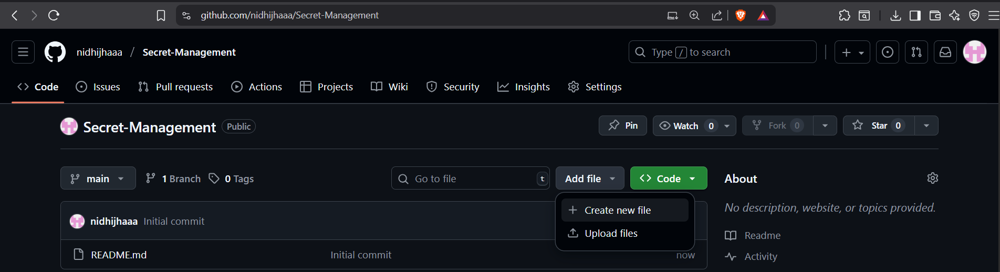 github.com/nidhijhaaa/Secret-Management
nidhijhaaa / Secret-Management
Type / to search
Code
Issues
Pull requests
Actions
Projects
Wiki
Security
Insights
Settings
Secret-Management Public
Pin
Watch 0
Fork 0
Star 0
main
1 Branch
0 Tags
Go to file t
Add file
Code
About
Create new file
Upload files
No description, website, or topics provided.
nidhijhaaa Initial commit
README.md Initial commit now
Readme
Activity